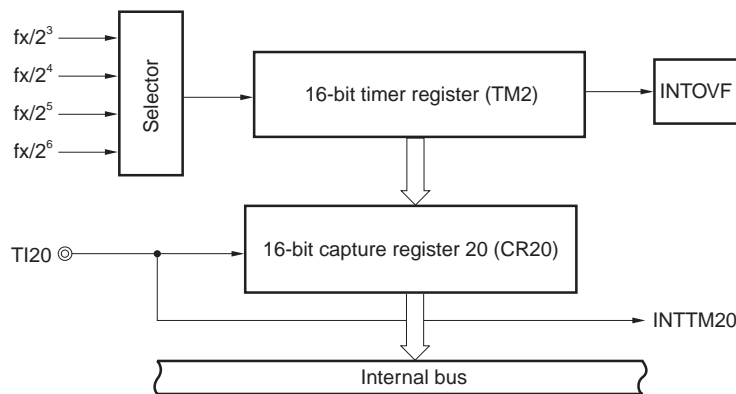 fx/2³
fx/2⁴
fx/2⁵
fx/2⁶
Selector
16-bit timer register (TM2)
INTOVF
TI20
16-bit capture register 20 (CR20)
INTTM20
Internal bus